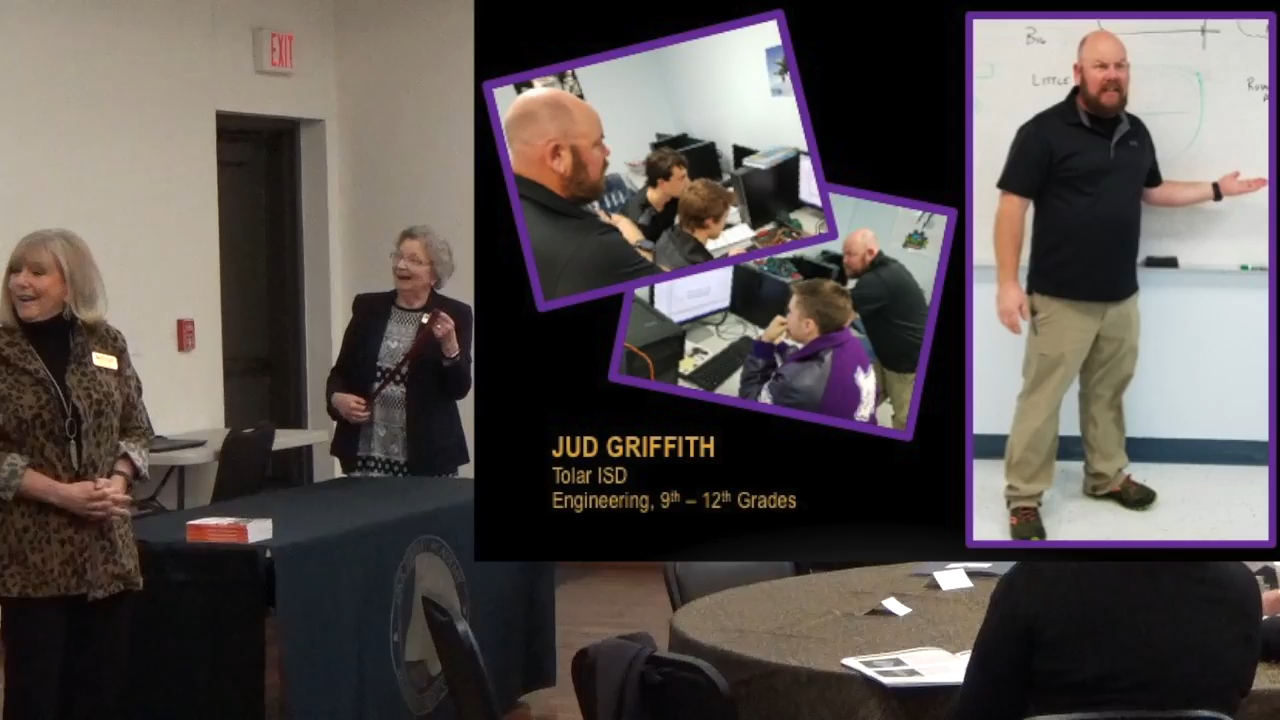 EXIT
BIG
LITTLE
JUD GRIFFITH
Tolar ISD
Engineering, 9th – 12th Grades